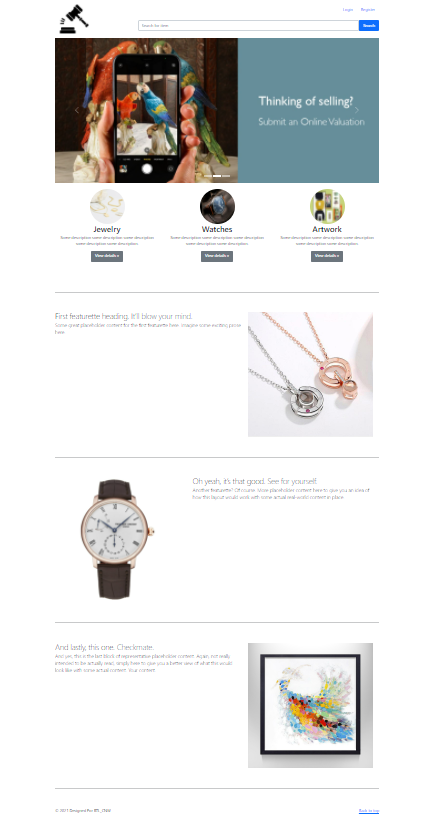 Login Register
Search for item
Search
Thinking of selling?
Submit an Online Valuation
Jewelry
Some description some description some description
some description some description
View details »
Watches
Some description some description some description
some description some description
View details »
Artwork
Some description some description some description
some description some description
View details »
First featurette heading. It'll blow your mind.
Some great placeholder content for the first featurette here. Imagine some exciting prose
here.
Oh yeah, it's that good. See for yourself.
Another featurette? Of course. More placeholder content here to give you an idea of
how this layout would work with some actual real-world content in place.
And lastly, this one. Checkmate.
And yes, this is the last block of representative placeholder content. Again, not really
intended to be actually read, simply here to give you a better view of what this would
look like with some actual content. Your content.
© 2021 Designed For
Back to top